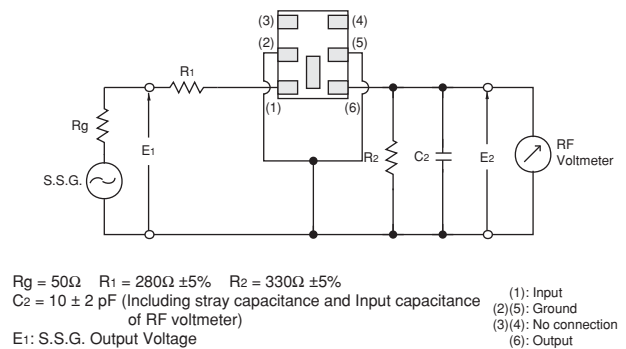 (3)
(4)
(2)
(5)
R1
(1)
(6)
Rg
E1
R2
C2
E2
RF
Voltmeter
S.S.G.
Rg = 50Ω R1 = 280Ω ±5% R2 = 330Ω ±5%
C2 = 10 ± 2 pF (Including stray capacitance and Input capacitance
of RF voltmeter)
E1: S.S.G. Output Voltage
(1): Input
(2)(5): Ground
(3)(4): No connection
(6): Output